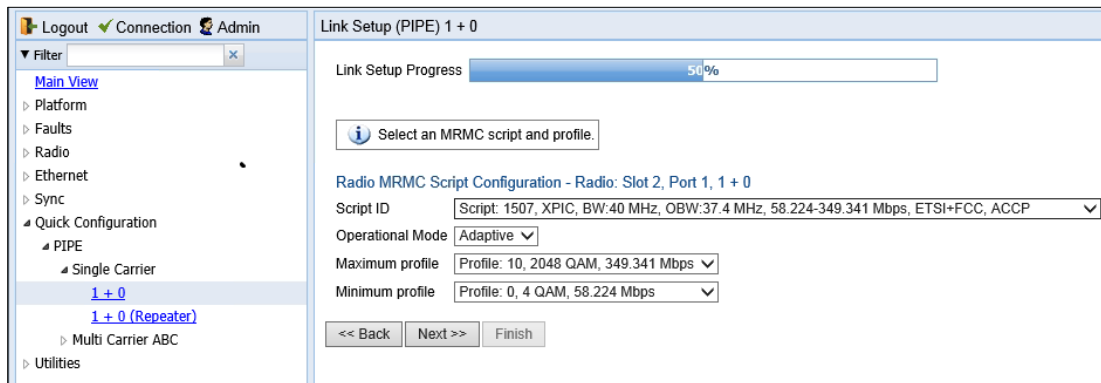 Logout Connection Admin
Filter
Main View
Platform
Faults
Radio
Ethernet
Sync
Quick Configuration
PIPE
Single Carrier
1 + 0
1 + 0 (Repeater)
Multi Carrier ABC
Utilities
Link Setup (PIPE) 1 + 0
Link Setup Progress 50%
Select an MRMC script and profile.
Radio MRMC Script Configuration - Radio: Slot 2, Port 1, 1 + 0
Script ID Script: 1507, XPIC, BW:40 MHz, OBW:37.4 MHz, 58.224-349.341 Mbps, ETSI+FCC, ACCP
Operational Mode Adaptive
Maximum profile Profile: 10, 2048 QAM, 349.341 Mbps
Minimum profile Profile: 0, 4 QAM, 58.224 Mbps
<< Back Next >> Finish